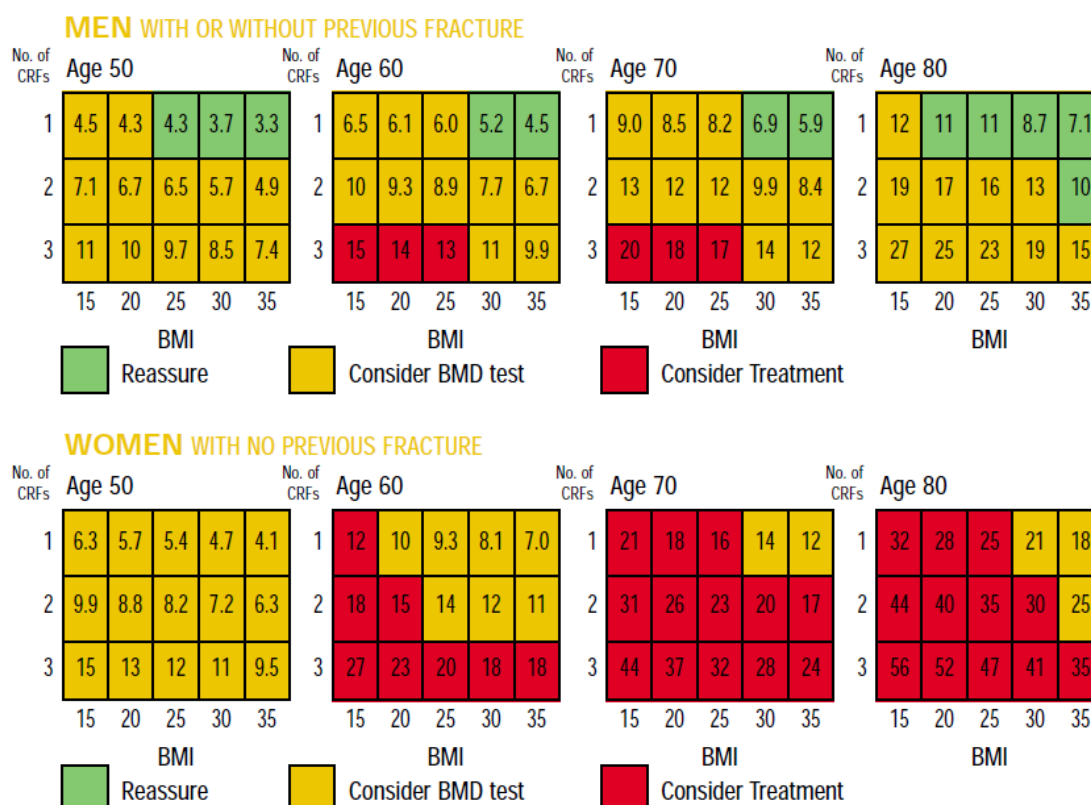 MEN WITH OR WITHOUT PREVIOUS FRACTURE
No. of CRFs Age 50 No. of CRFs Age 60 No. of CRFs Age 70 No. of CRFs Age 80
1 4.5 4.3 4.3 3.7 3.3 1 6.5 6.1 6.0 5.2 4.5 1 9.0 8.5 8.2 6.9 5.9 1 12 11 11 8.7 7.1
2 7.1 6.7 6.5 5.7 4.9 2 10 9.3 8.9 7.7 6.7 2 13 12 12 9.9 8.4 2 19 17 16 13 10
3 11 10 9.7 8.5 7.4 3 15 14 13 11 9.9 3 20 18 17 14 12 3 27 25 23 19 15
15 20 25 30 35 15 20 25 30 35 15 20 25 30 35 15 20 25 30 35
BMI BMI BMI BMI
Reassure Consider BMD test Consider Treatment
WOMEN WITH NO PREVIOUS FRACTURE
No. of CRFs Age 50 No. of CRFs Age 60 No. of CRFs Age 70 No. of CRFs Age 80
1 6.3 5.7 5.4 4.7 4.1 1 12 10 9.3 8.1 7.0 1 21 18 16 14 12 1 32 28 25 21 18
2 9.9 8.8 8.2 7.2 6.3 2 18 15 14 12 11 2 31 26 23 20 17 2 44 40 35 30 25
3 15 13 12 11 9.5 3 27 23 20 18 18 3 44 37 32 28 24 3 56 52 47 41 35
15 20 25 30 35 15 20 25 30 35 15 20 25 30 35 15 20 25 30 35
BMI BMI BMI BMI
Reassure Consider BMD test Consider Treatment